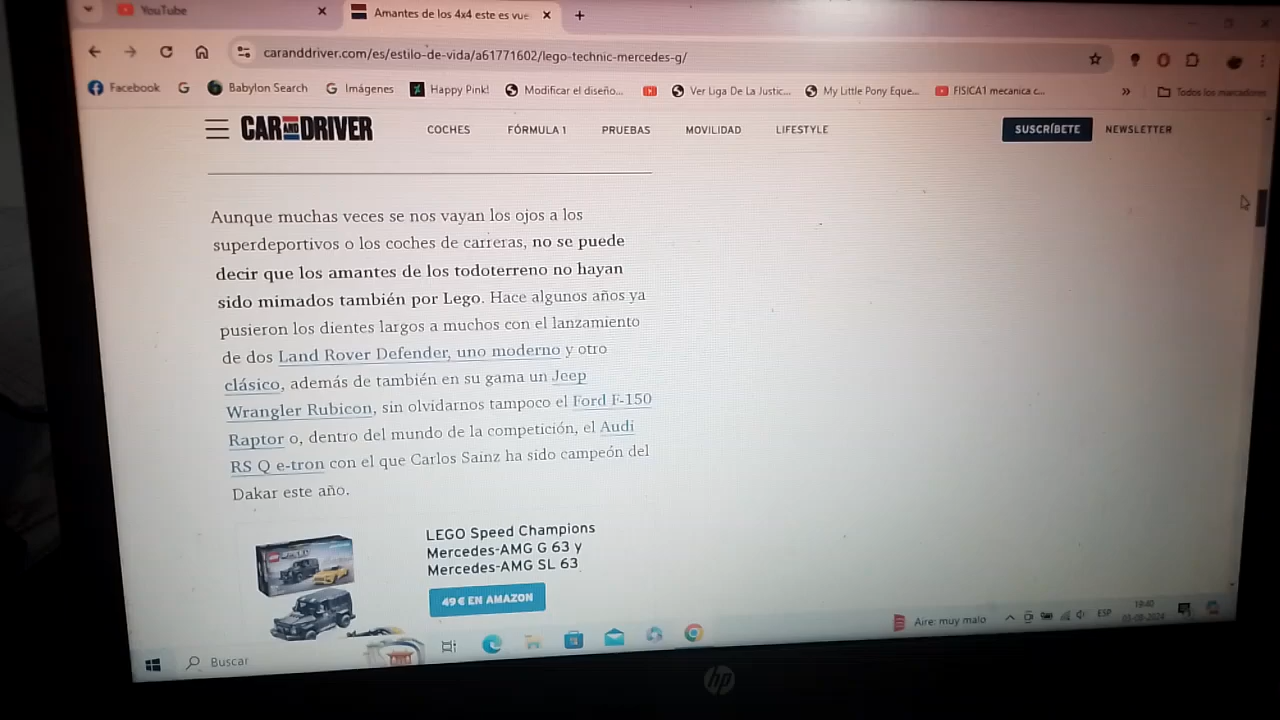 YouTube
Amantes de los 4x4 este es vue
caranddriver.com/es/estilo-de-vida/a61771602/lego-technic-mercedes-g/
Facebook
Babylon Search
Imágenes
Happy Pink!
Modificar el diseño...
Ver Liga De La Justic...
My Little Pony Eque...
FISICA1 mecanica c...
»
Todos los marcadores
CAR AND DRIVER
COCHES
FÓRMULA 1
PRUEBAS
MOVILIDAD
LIFESTYLE
SUSCRÍBETE
NEWSLETTER
Aunque muchas veces se nos vayan los ojos a los
superdeportivos o los coches de carreras, no se puede
decir que los amantes de los todoterreno no hayan
sido mimados también por Lego. Hace algunos años ya
pusieron los dientes largos a muchos con el lanzamiento
de dos Land Rover Defender, uno moderno y otro
clásico, además de también en su gama un Jeep
Wrangler Rubicon, sin olvidarnos tampoco el Ford F-150
Raptor o, dentro del mundo de la competición, el Audi
RS Q e-tron con el que Carlos Sainz ha sido campeón del
Dakar este año.
LEGO Speed Champions
Mercedes-AMG G 63 y
Mercedes-AMG SL 63
49 € EN AMAZON
Buscar
Aire: muy malo
ESP
hp